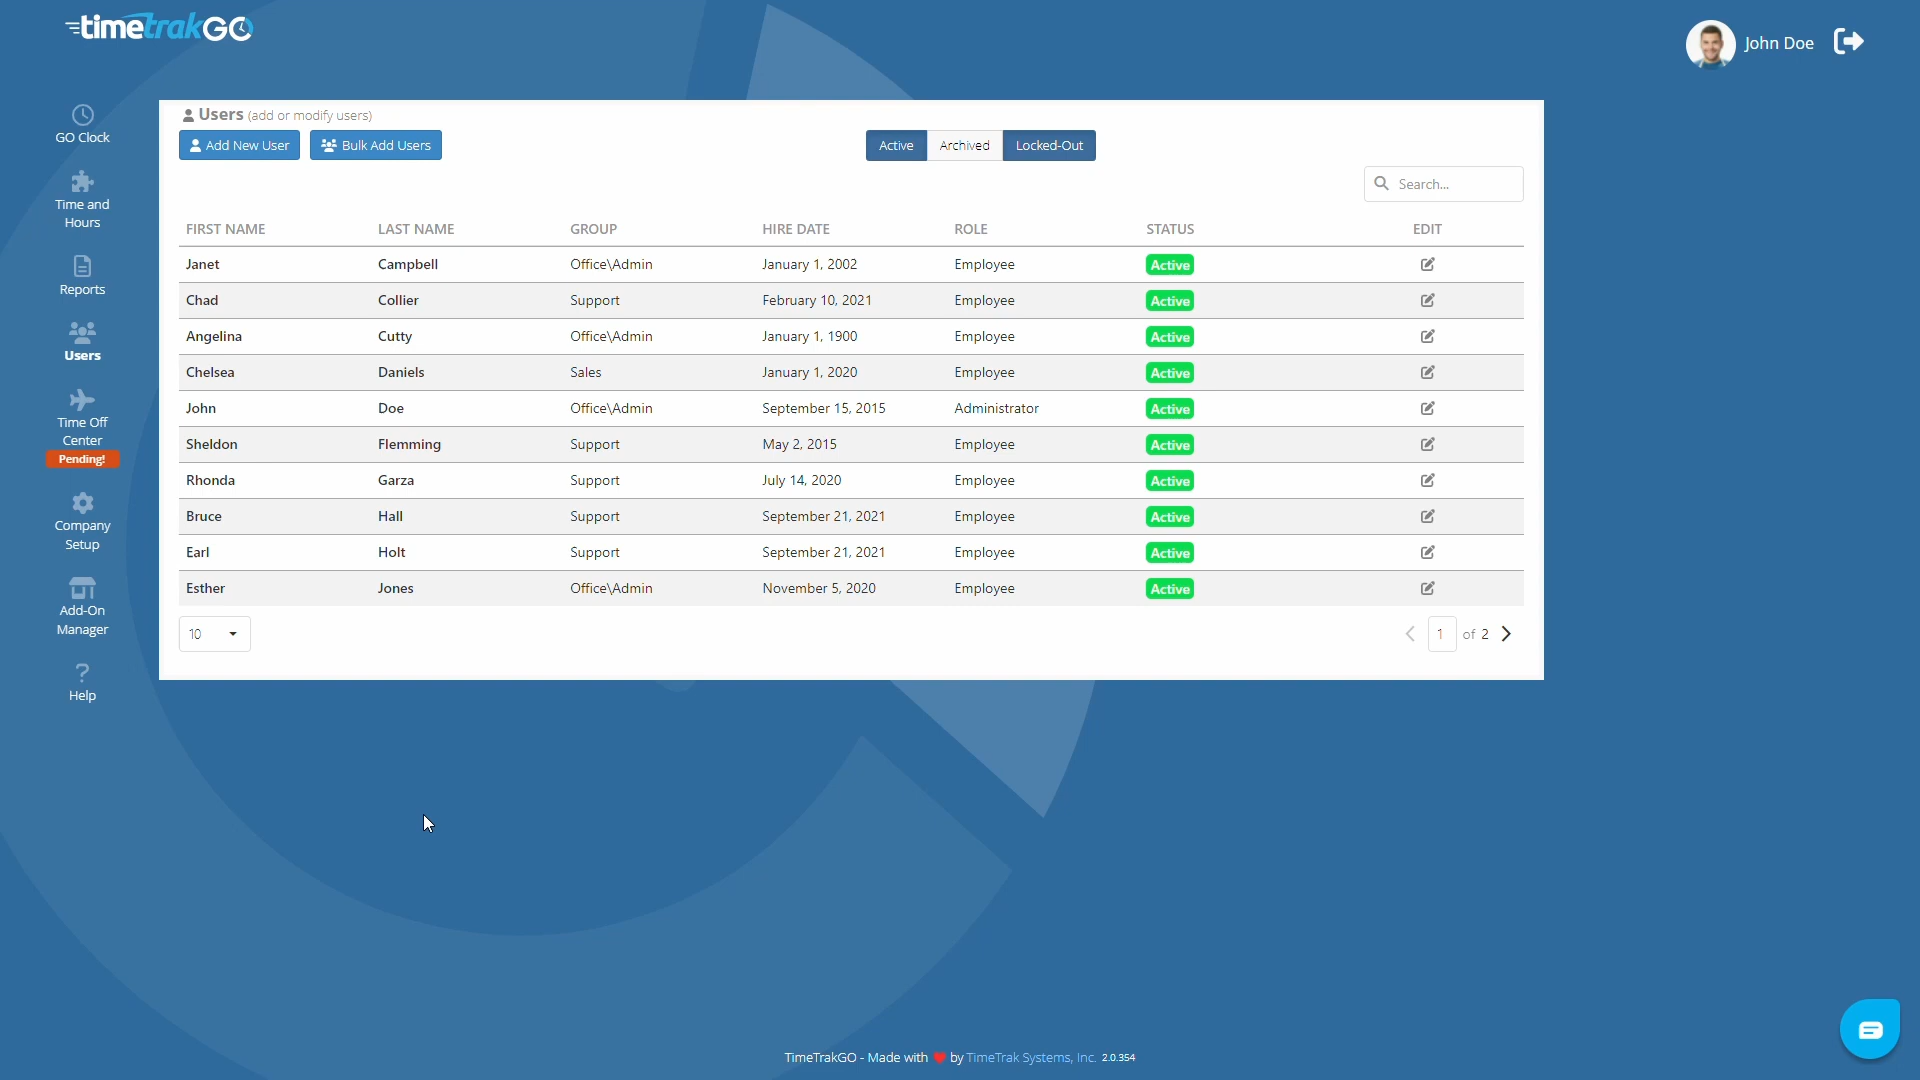 timetrakGO
John Doe
GO Clock
Time and
Hours
Reports
Users
Time Off
Center
Pending!
Company
Setup
Add-On
Manager
?
Help
Users (add or modify users)
Add New User Bulk Add Users Active Archived Locked-Out
Search...
FIRST NAME LAST NAME GROUP HIRE DATE ROLE STATUS EDIT
Janet Campbell Office\Admin January 1, 2002 Employee Active
Chad Collier Support February 10, 2021 Employee Active
Angelina Cutty Office\Admin January 1, 1900 Employee Active
Chelsea Daniels Sales January 1, 2020 Employee Active
John Doe Office\Admin September 15, 2015 Administrator Active
Sheldon Flemming Support May 2, 2015 Employee Active
Rhonda Garza Support July 14, 2020 Employee Active
Bruce Hall Support September 21, 2021 Employee Active
Earl Holt Support September 21, 2021 Employee Active
Esther Jones Office\Admin November 5, 2020 Employee Active
10 1 of 2
TimeTrakGO - Made with ❤ by TimeTrak Systems, Inc. 2.0.354